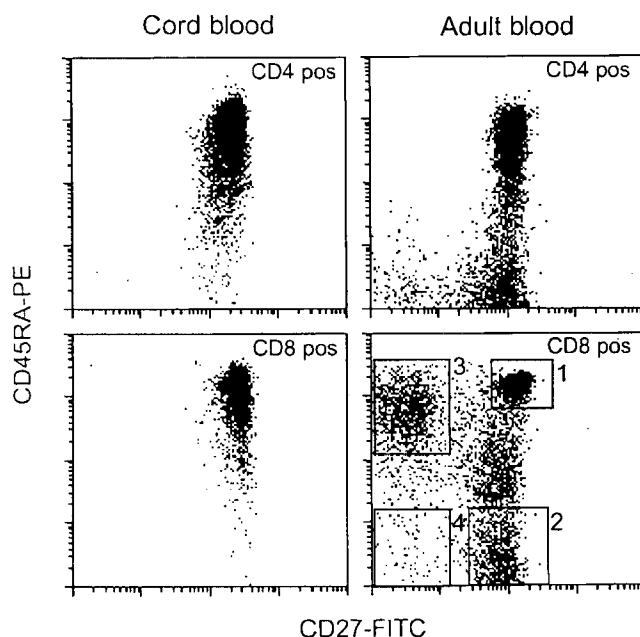 Cord blood
Adult blood
CD4 pos
CD4 pos
CD8 pos
CD8 pos
3
1
4
2
CD45RA-PE
CD27-FITC